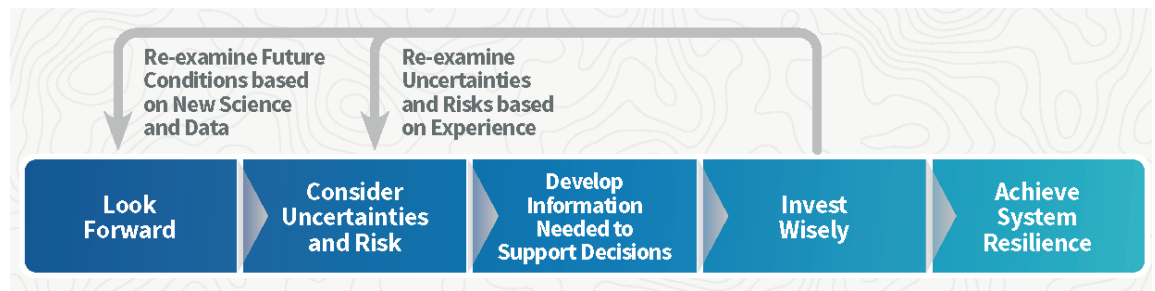 Re-examine Future
Conditions based
on New Science
and Data
Re-examine
Uncertainties
and Risks based
on Experience
Look
Forward
Consider
Uncertainties
and Risk
Develop
Information
Needed to
Support Decisions
Invest
Wisely
Achieve
System
Resilience